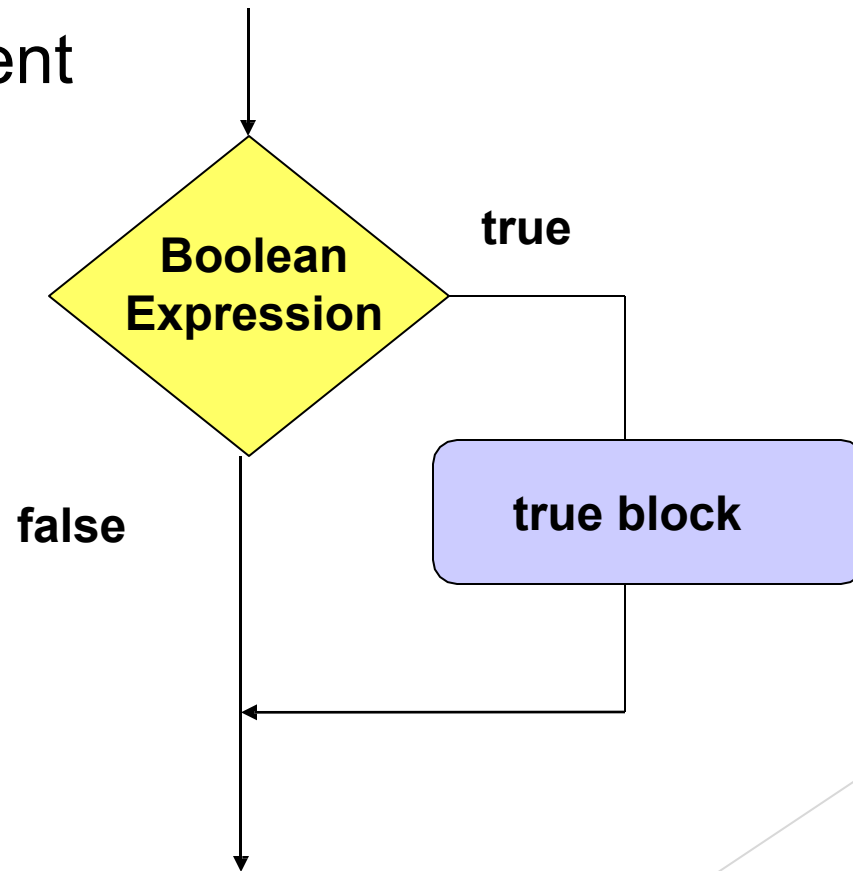 ent
true
Boolean
Expression
true block
false